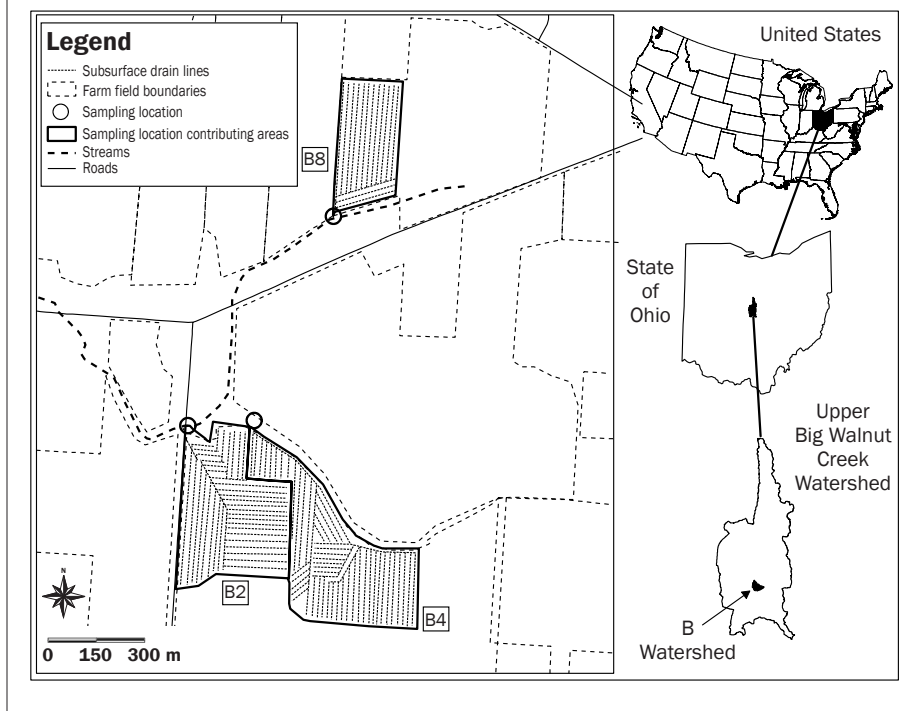 Legend
Subsurface drain lines
Farm field boundaries
Sampling location
Sampling location contributing areas
Streams
Roads
B8
B2
B4
N
0 150 300 m
United States
State
of
Ohio
Upper
Big Walnut
Creek
Watershed
B
Watershed